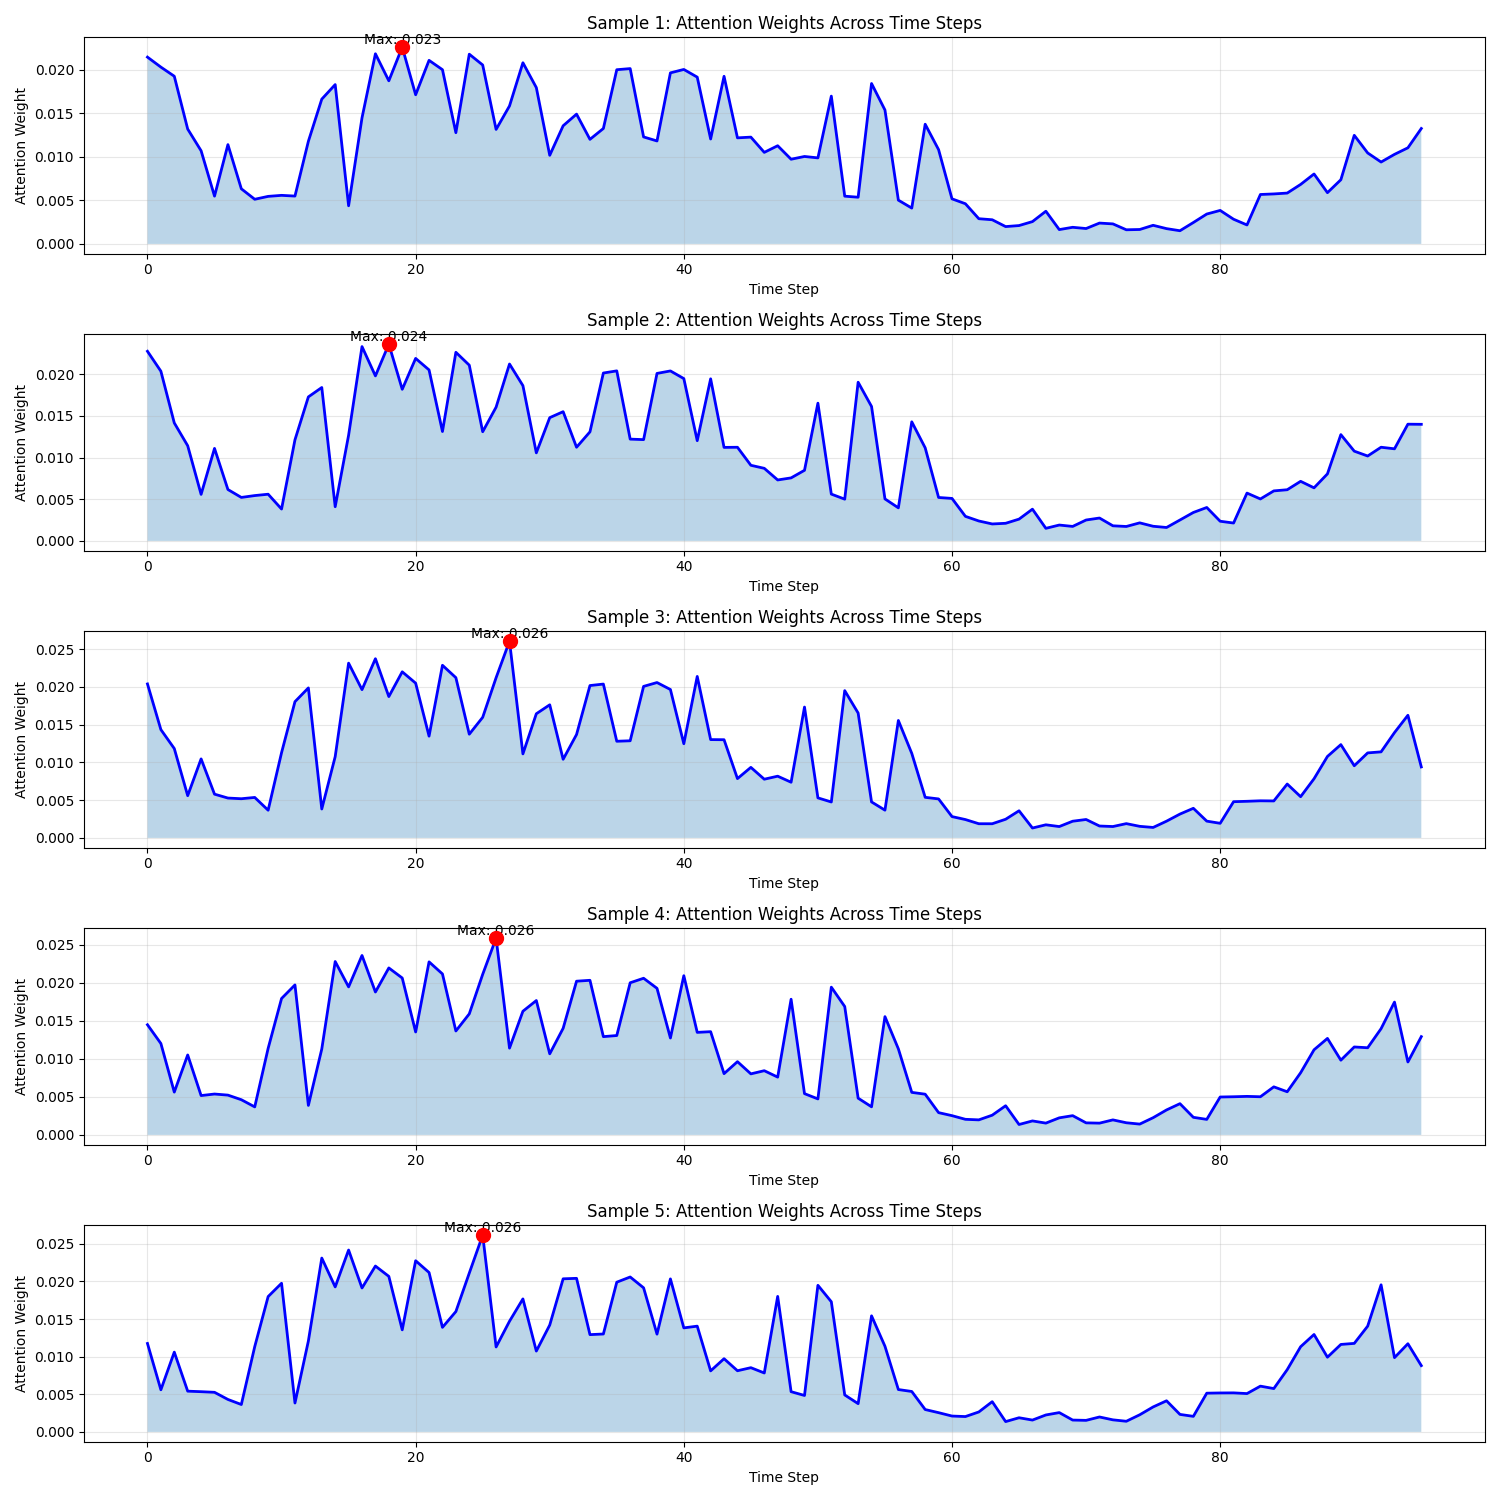 Sample 1: Attention Weights Across Time Steps
Max: 0.023
Attention Weight
0.020
0.015
0.010
0.005
0.000
0 20 40 60 80
Time Step
Sample 2: Attention Weights Across Time Steps
Max: 0.024
Attention Weight
0.020
0.015
0.010
0.005
0.000
0 20 40 60 80
Time Step
Sample 3: Attention Weights Across Time Steps
Max: 0.026
Attention Weight
0.025
0.020
0.015
0.010
0.005
0.000
0 20 40 60 80
Time Step
Sample 4: Attention Weights Across Time Steps
Max: 0.026
Attention Weight
0.025
0.020
0.015
0.010
0.005
0.000
0 20 40 60 80
Time Step
Sample 5: Attention Weights Across Time Steps
Max: 0.026
Attention Weight
0.025
0.020
0.015
0.010
0.005
0.000
0 20 40 60 80
Time Step